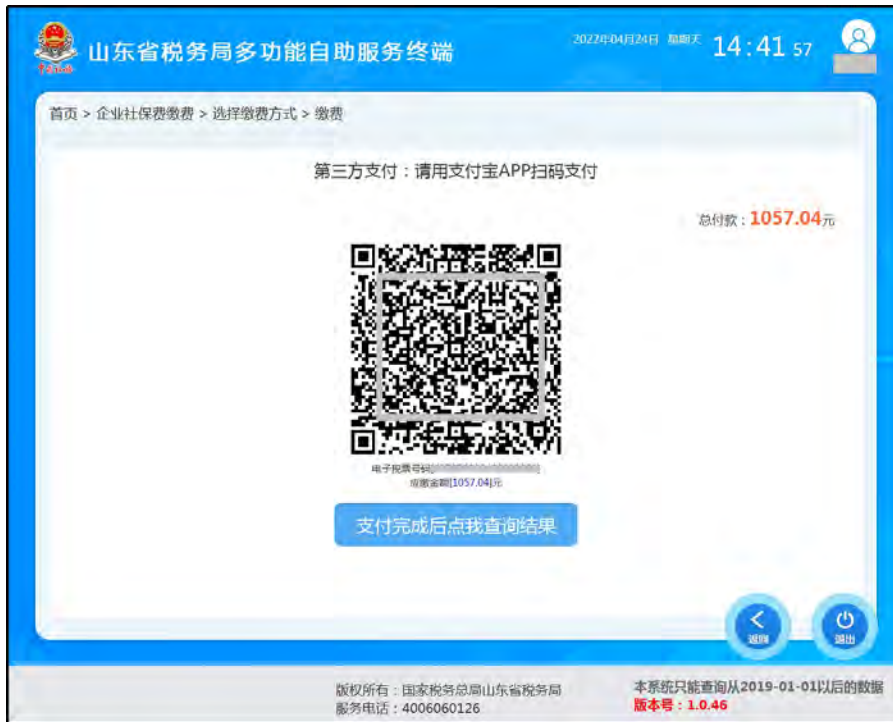 山东省税务局多功能自助服务终端
2022年04月24日 星期天 14:41 57
首页 > 企业社保费缴费 > 选择缴费方式 > 缴费
第三方支付：请用支付宝APP扫码支付
总付款：1057.04元
电子税票号码[
应缴金额[1057.04]元
支付完成后点我查询结果
返回
退出
版权所有：国家税务总局山东省税务局
服务电话：4006060126
本系统只能查询从2019-01-01以后的数据
版本号：1.0.46